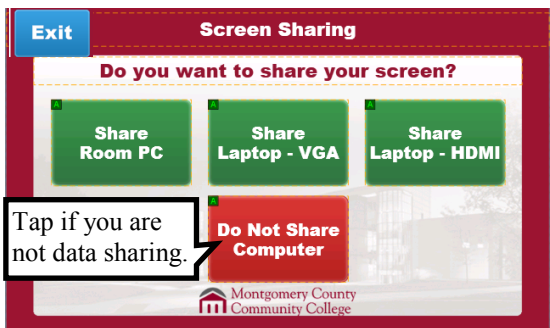 Exit
Screen Sharing
Do you want to share your screen?
A
A
A
Share
Room PC
Share
Laptop - VGA
Share
Laptop - HDMI
A
Do Not Share
Computer
Tap if you are
not data sharing.
Montgomery County
Community College